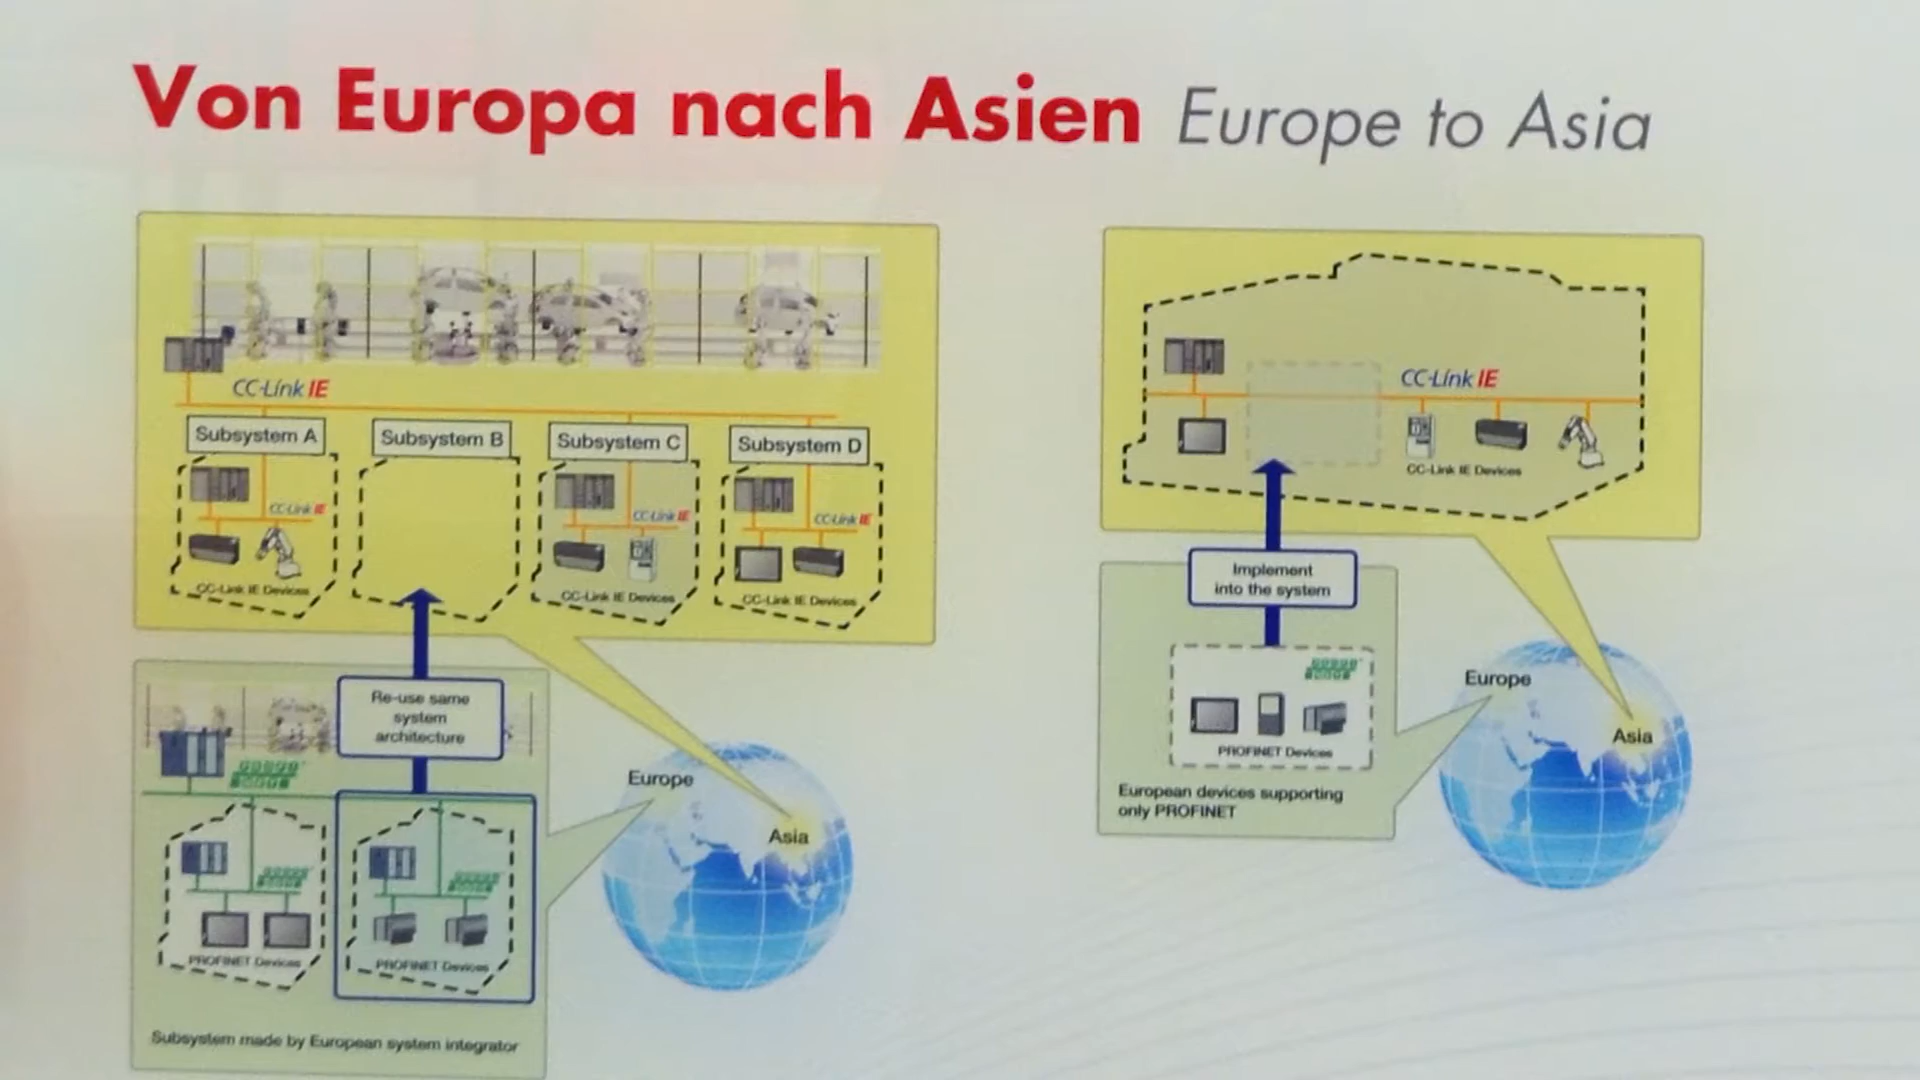 Von Europa nach Asien Europe to Asia
CC-Link IE
Subsystem A
Subsystem B
Subsystem C
Subsystem D
CC-Link IE
CC-Link IE
CC-Link IE
CC-Link IE Devices
CC-Link IE Devices
CC-Link IE Devices
Re-use same
system
architecture
PROFINET Devices
PROFINET Devices
Subsystem made by European system integrator
Europe
Asia
CC-Link IE
CC-Link IE Devices
Implement
into the system
PROFINET Devices
European devices supporting
only PROFINET
Europe
Asia